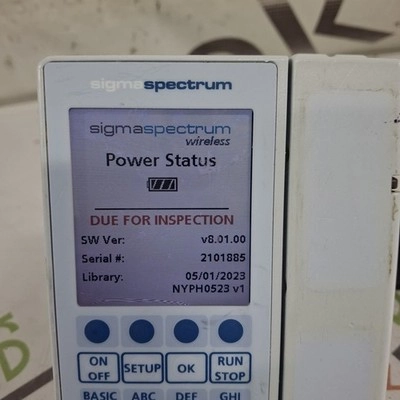 sigmaspectrum
sigmaspectrum
wireless
Power Status
DUE FOR INSPECTION
SW Ver: v8.01.00
Serial #: 2101885
Library: 05/01/2023
NYPH0523 v1
ON OFF SETUP OK RUN STOP
BASIC ABC DEF GHI